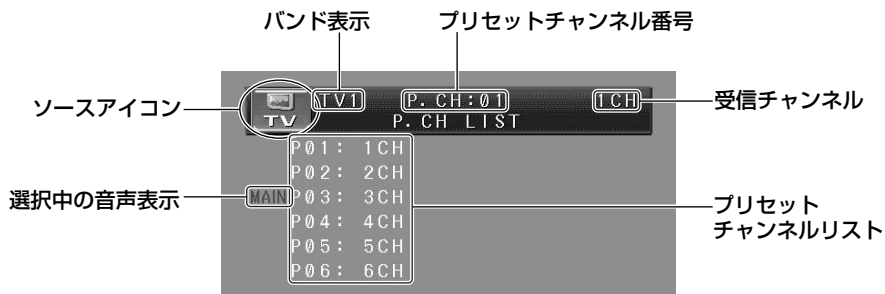 バンド表示
プリセットチャンネル番号
ソースアイコン
TV
TV1
P.CH:01
1CH
受信チャンネル
P.CH LIST
P01: 1CH
P02: 2CH
選択中の音声表示
MAIN
P03: 3CH
プリセット
チャンネルリスト
P04: 4CH
P05: 5CH
P06: 6CH